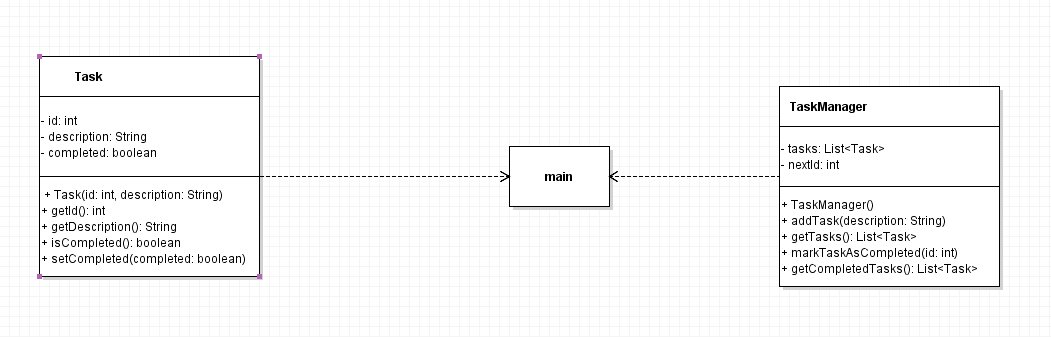 Task
- id: int
- description: String
- completed: boolean
+ Task(id: int, description: String)
+ getId(): int
+ getDescription(): String
+ isCompleted(): boolean
+ setCompleted(completed: boolean)
main
TaskManager
- tasks: List<Task>
- nextId: int
+ TaskManager()
+ addTask(description: String)
+ getTasks(): List<Task>
+ markTaskAsCompleted(id: int)
+ getCompletedTasks(): List<Task>